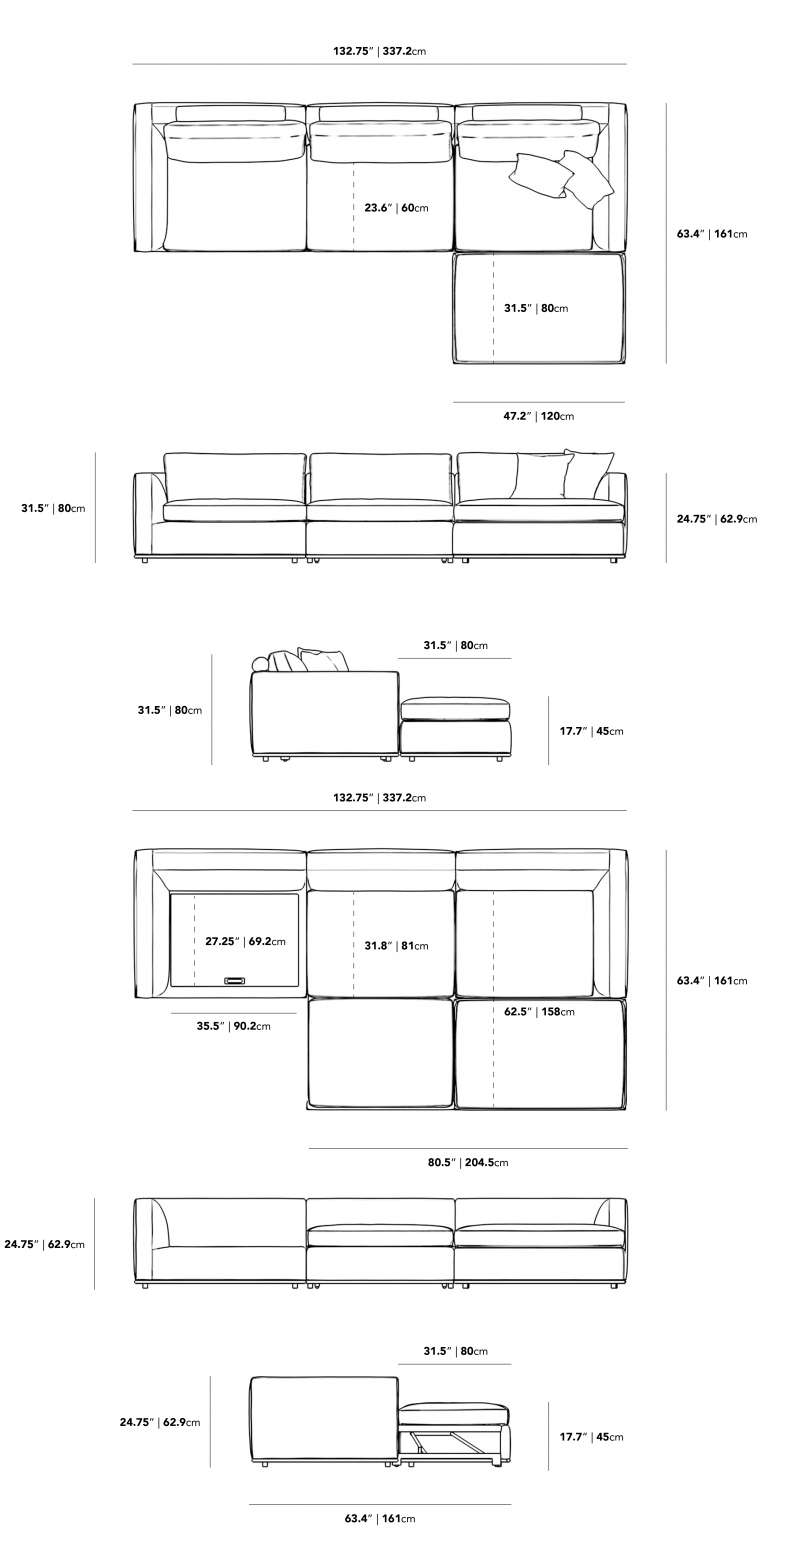 132.75" | 337.2cm
23.6" | 60cm
63.4" | 161cm
31.5" | 80cm
47.2" | 120cm
31.5" | 80cm
24.75" | 62.9cm
31.5" | 80cm
31.5" | 80cm
17.7" | 45cm
132.75" | 337.2cm
27.25" | 69.2cm
31.8" | 81cm
63.4" | 161cm
62.5" | 158cm
35.5" | 90.2cm
80.5" | 204.5cm
24.75" | 62.9cm
31.5" | 80cm
24.75" | 62.9cm
17.7" | 45cm
63.4" | 161cm